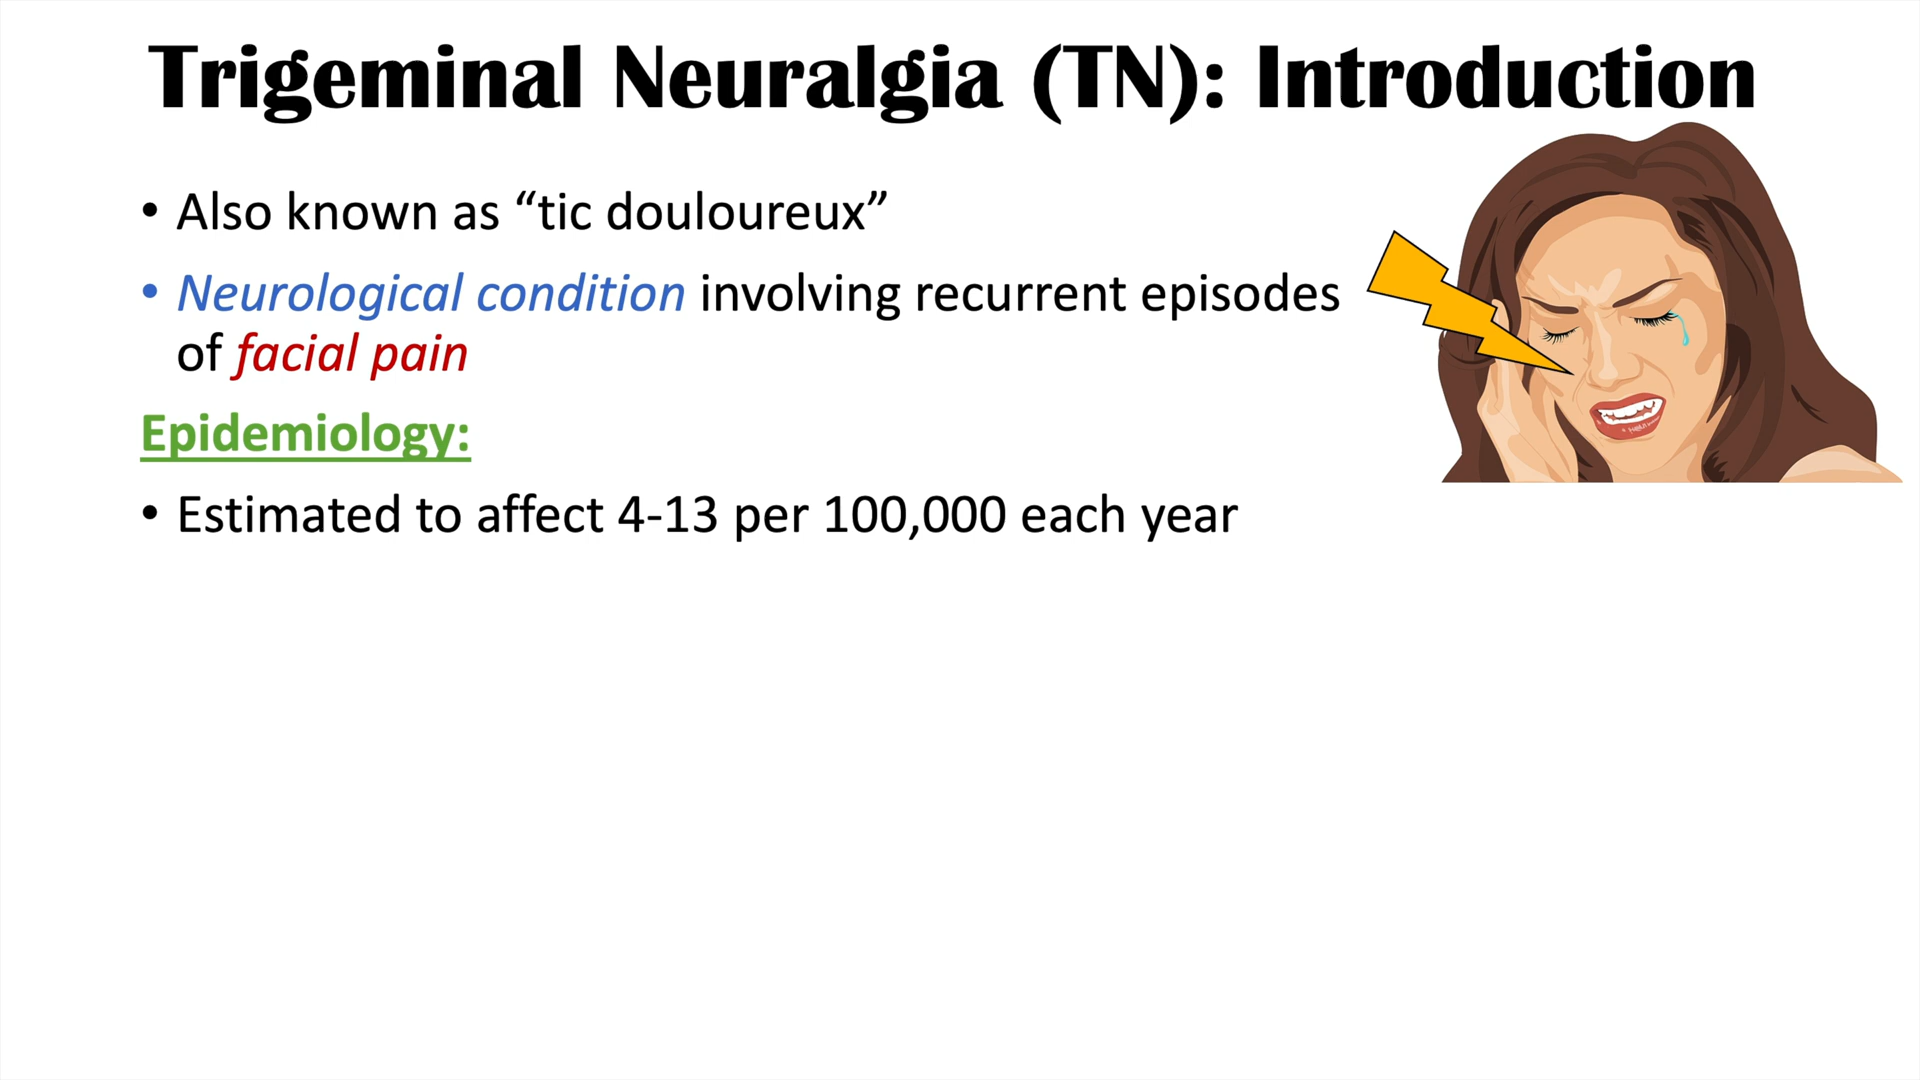 Trigeminal Neuralgia (TN): Introduction
• Also known as “tic douloureux”
• Neurological condition involving recurrent episodes
of facial pain
Epidemiology:
• Estimated to affect 4-13 per 100,000 each year